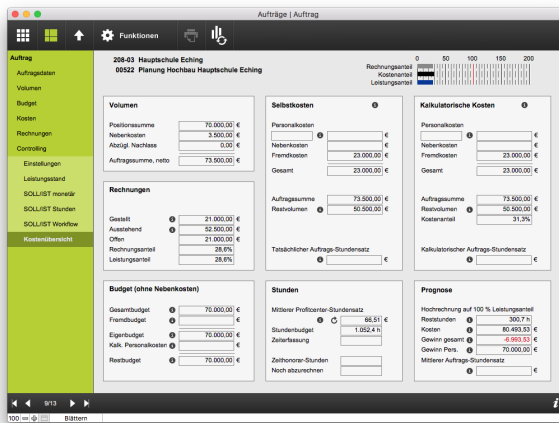 Aufträge | Auftrag
Funktionen
Auftrag
Auftragsdaten
Volumen
Budget
Kosten
Rechnungen
Controlling
Einstellungen
Leistungsstand
SOLL/IST monetär
SOLL/IST Stunden
SOLL/IST Workflow
Kostenübersicht
208-03 Hauptschule Eching
00522 Planung Hochbau Hauptschule Eching
0 50 100 150 200
Rechnungsanteil
Kostenanteil
Leistungsanteil
Volumen
Positionssumme 70.000,00 €
Nebenkosten 3.500,00 €
Abzügl. Nachlass 0,00 €
Auftragssumme, netto 73.500,00 €
Selbstkosten
Personalkosten
€
Nebenkosten €
Fremdkosten 23.000,00 €
Gesamt 23.000,00 €
Auftragssumme 73.500,00 €
Restvolumen 50.500,00 €
Tatsächlicher Auftrags-Stundensatz
€
Kalkulatorische Kosten
Personalkosten
€
Nebenkosten €
Fremdkosten 23.000,00 €
Gesamt 23.000,00 €
Auftragssumme 73.500,00 €
Restvolumen 50.500,00 €
Kostenanteil 31,3%
Kalkulatorischer Auftrags-Stundensatz
€
Rechnungen
Gestellt 21.000,00 €
Ausstehend 52.500,00 €
Offen 21.000,00 €
Rechnungsanteil 28,6%
Leistungsanteil 28,6%
Budget (ohne Nebenkosten)
Gesamtbudget 70.000,00 €
Fremdbudget €
Eigenbudget 70.000,00 €
Kalk. Personalkosten €
Restbudget 70.000,00 €
Stunden
Mittlerer Profitcenter-Stundensatz
66,51 €
Stundenbudget 1.052,4 h
Zeiterfassung
Zeithonorar-Stunden
Noch abzurechnen
Prognose
Hochrechnung auf 100 % Leistungsanteil
Reststunden 300,7 h
Kosten 80.493,53 €
Gewinn gesamt -6.993,53 €
Gewinn Pers. 70.000,00 €
Mittlerer Auftrags-Stundensatz
€
9/13
100 Blättern